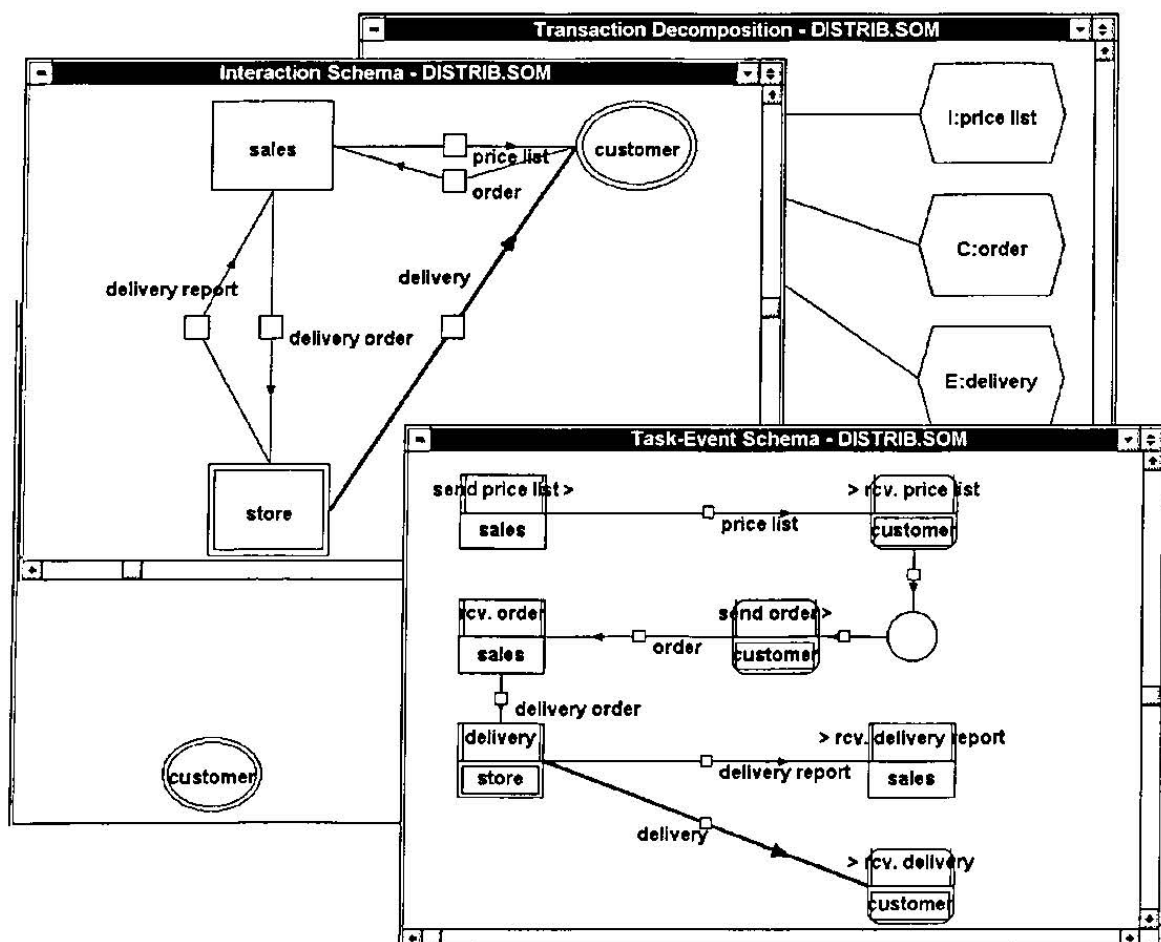 Transaction Decomposition - DISTRIB.SOM
I:price list
C:order
E:delivery
Interaction Schema - DISTRIB.SOM
sales
customer
price list
order
delivery report
delivery
delivery order
store
customer
Task-Event Schema - DISTRIB.SOM
send price list >
sales
price list
> rcv. price list
customer
rcv. order
sales
order
send order >
customer
delivery order
delivery
store
delivery report
> rcv. delivery report
sales
delivery
> rcv. delivery
customer